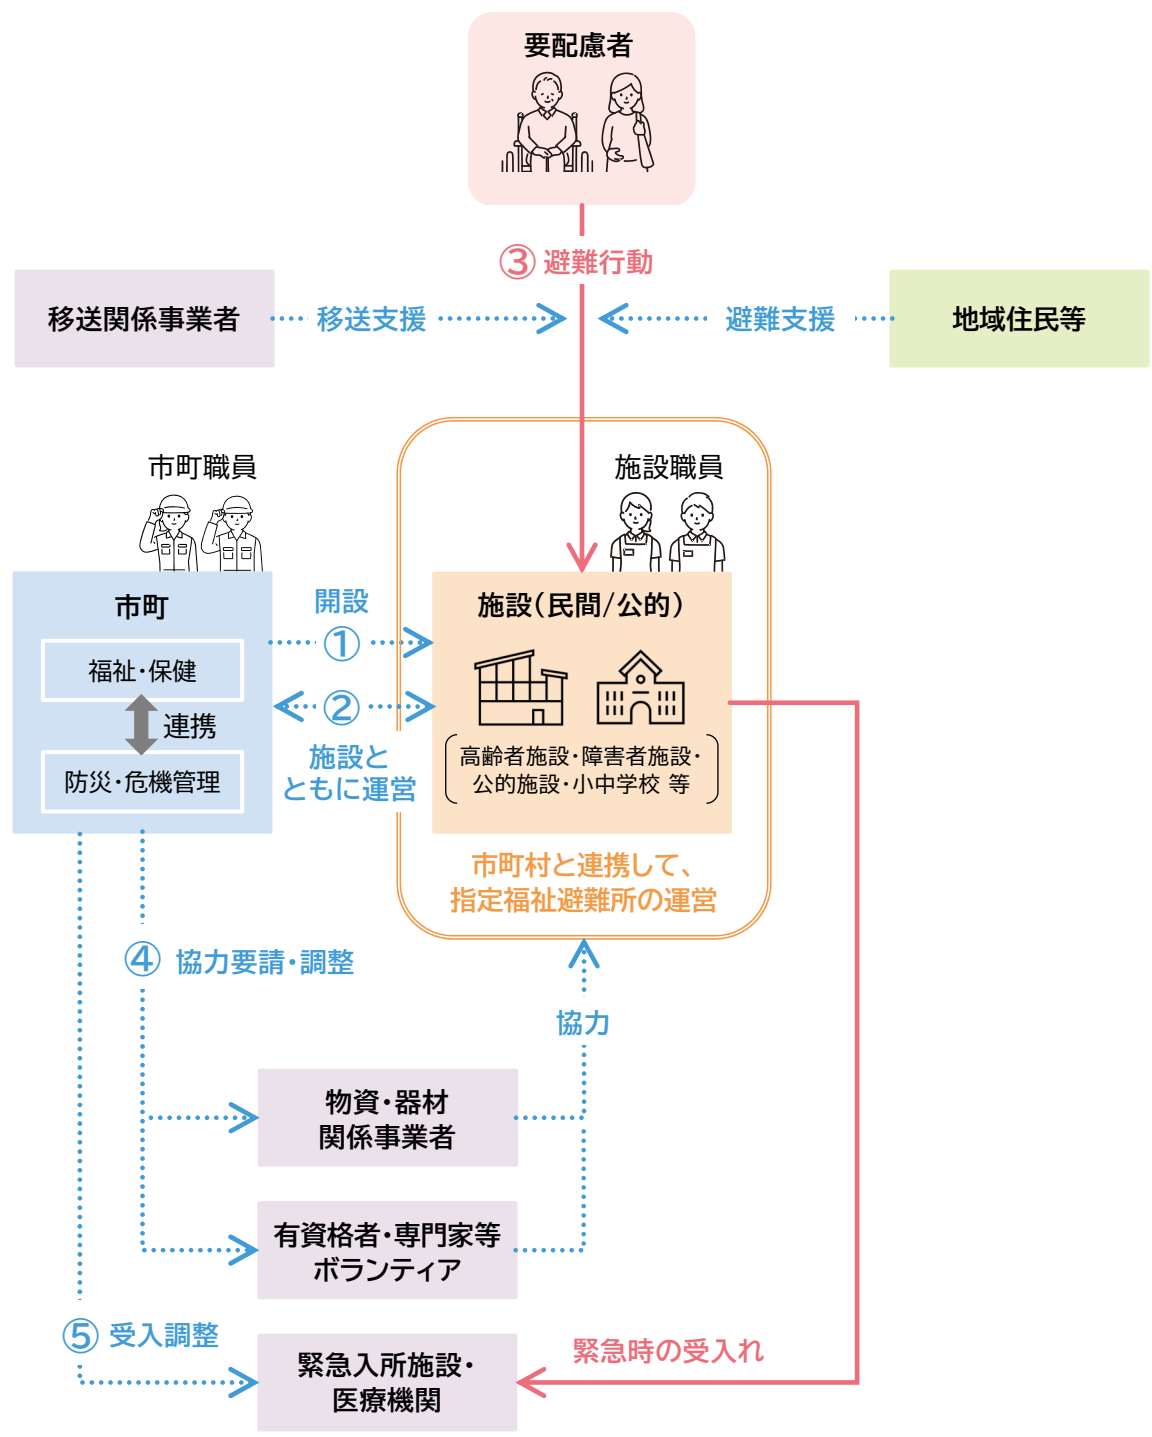 要配慮者
③避難行動
移送関係事業者
移送支援
避難支援
地域住民等
市町職員
施設職員
市町
福祉・保健
連携
防災・危機管理
開設
①
②
施設と
ともに運営
施設(民間/公的)
高齢者施設・障害者施設・
公的施設・小中学校 等
市町村と連携して、
指定福祉避難所の運営
④ 協力要請・調整
協力
物資・器材
関係事業者
有資格者・専門家等
ボランティア
⑤ 受入調整
緊急入所施設・
医療機関
緊急時の受入れ